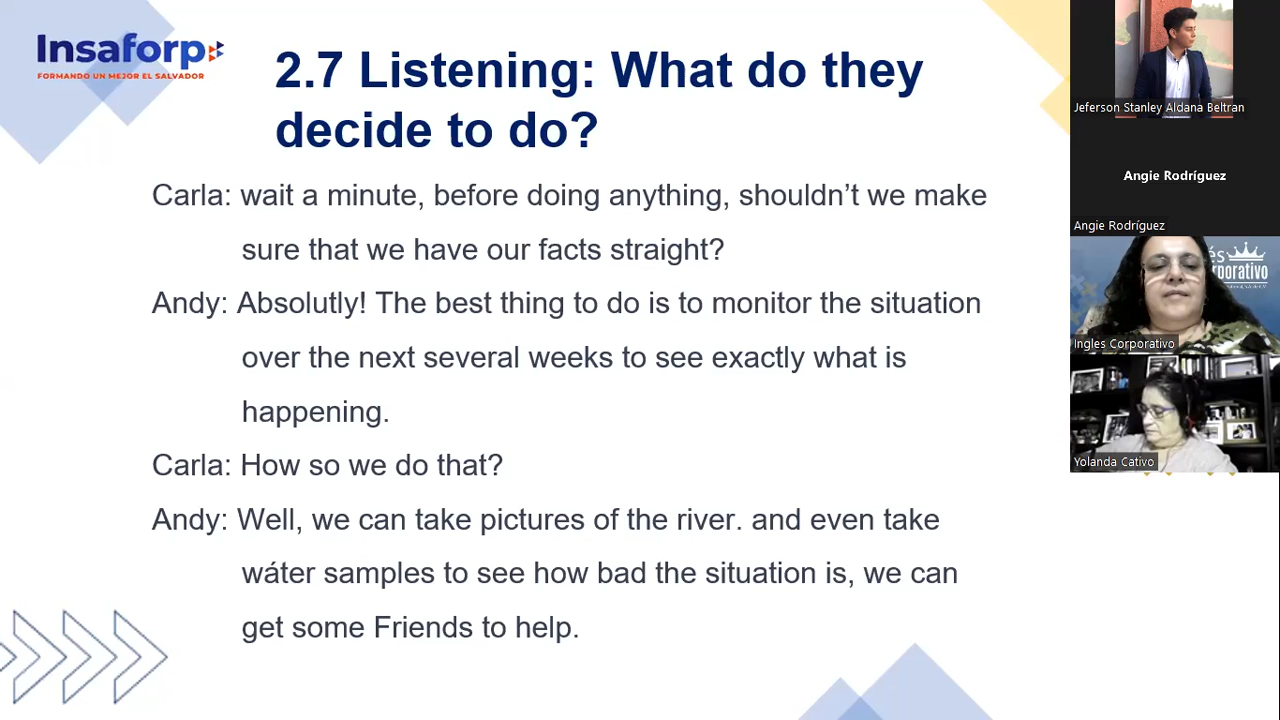 Insaforp
FORMANDO UN MEJOR EL SALVADOR
2.7 Listening: What do they
decide to do?
Carla: wait a minute, before doing anything, shouldn’t we make
sure that we have our facts straight?
Andy: Absolutly! The best thing to do is to monitor the situation
over the next several weeks to see exactly what is
happening.
Carla: How so we do that?
Andy: Well, we can take pictures of the river. and even take
wáter samples to see how bad the situation is, we can
get some Friends to help.
Jeferson Stanley Aldana Beltran
Angie Rodríguez
Angie Rodríguez
Ingles Corporativo
Yolanda Cativo